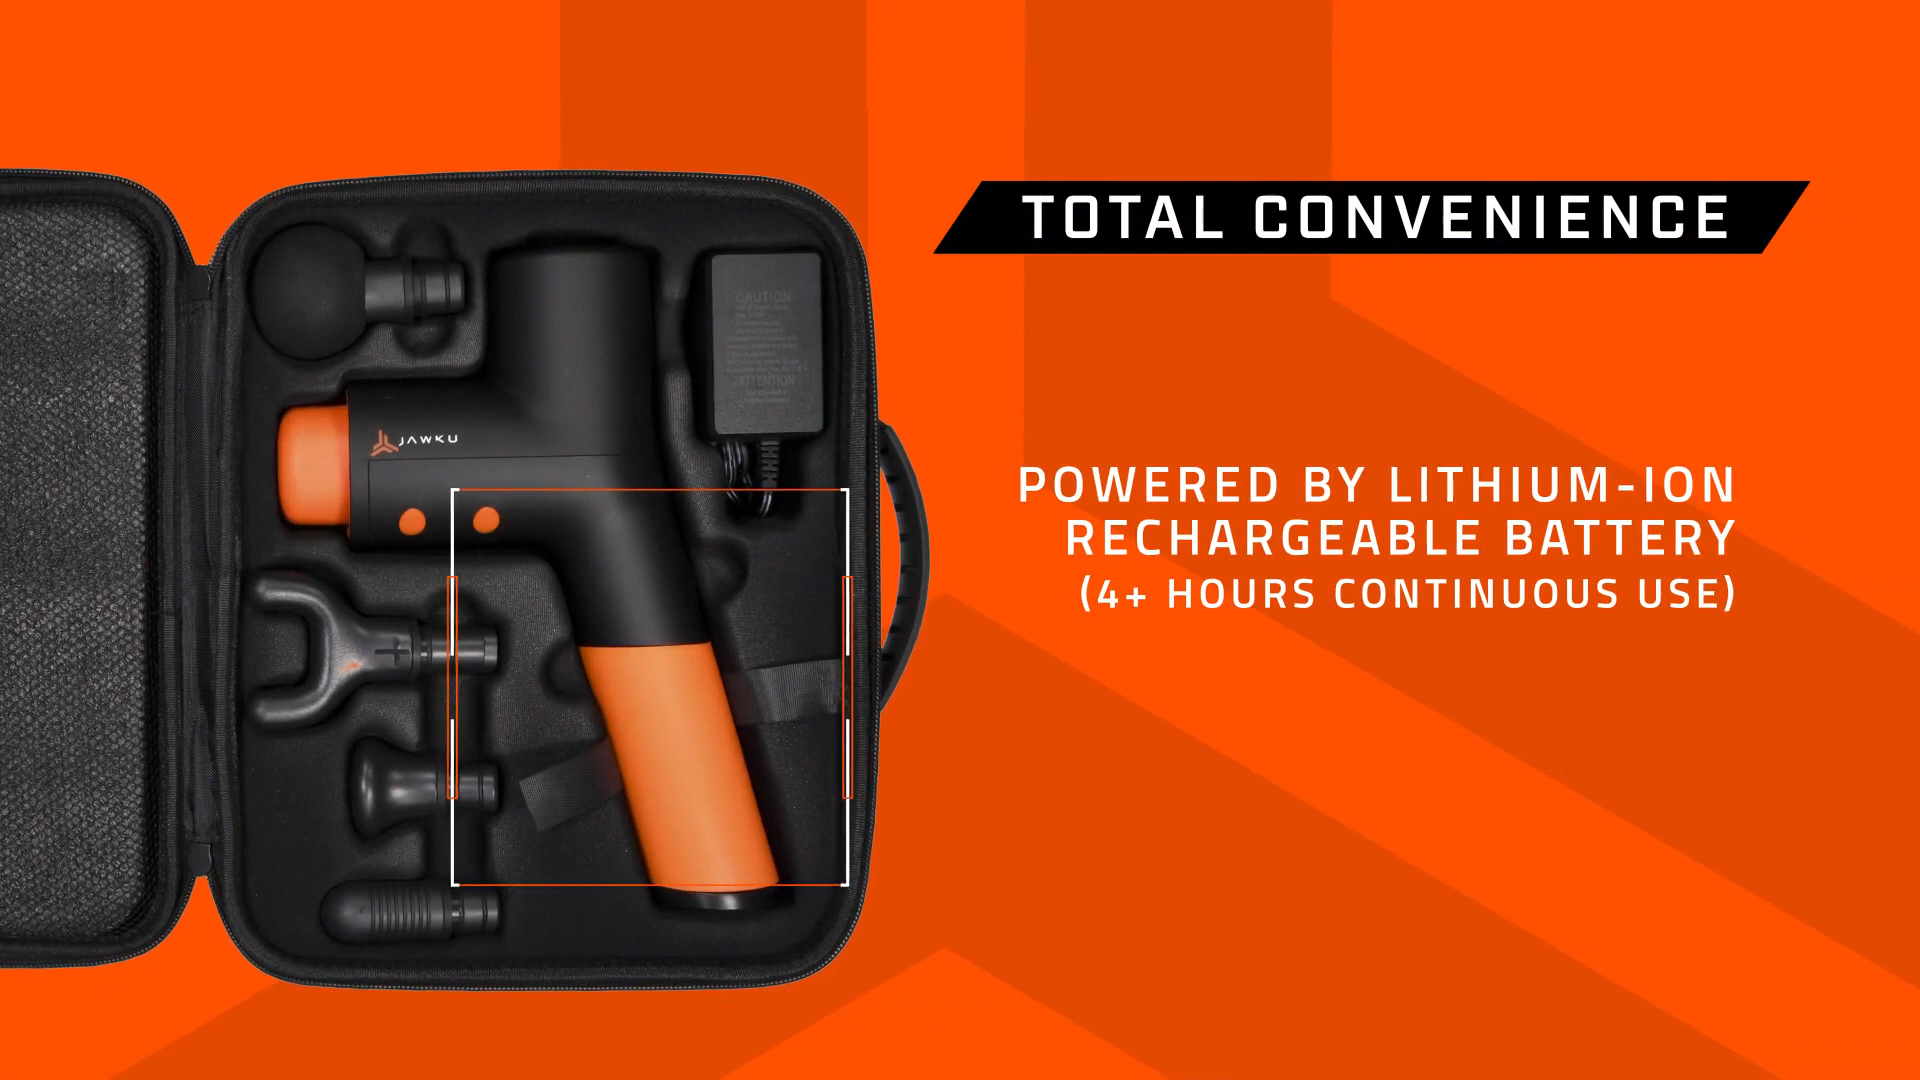 TOTAL CONVENIENCE
JAWKU
CAUTION
ATTENTION
POWERED BY LITHIUM-ION
RECHARGEABLE BATTERY
(4+ HOURS CONTINUOUS USE)